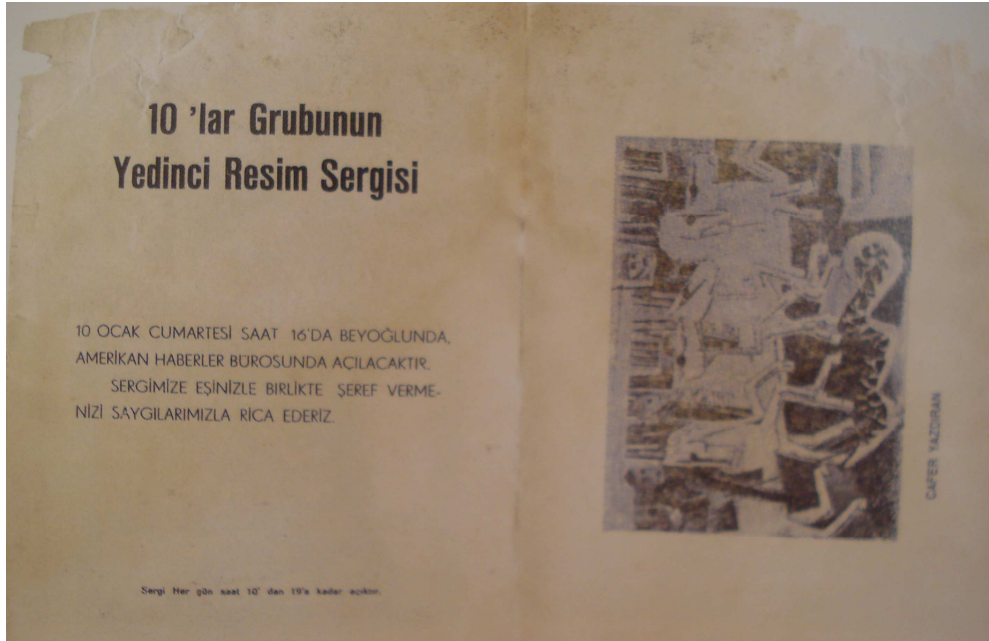 10 'lar Grubunun
Yedinci Resim Sergisi
10 OCAK CUMARTESİ SAAT 16'DA BEYOĞLUNDA,
AMERİKAN HABERLER BÜROSUNDA AÇILACAKTIR.
SERGİMİZE EŞİNİZLE BİRLİKTE ŞEREF VERME-
NİZİ SAYGILARIMIZLA RİCA EDERİZ.
Sergi Her gün saat 10' dan 19'a kadar açıktır.
CAFER YAZDIRAN